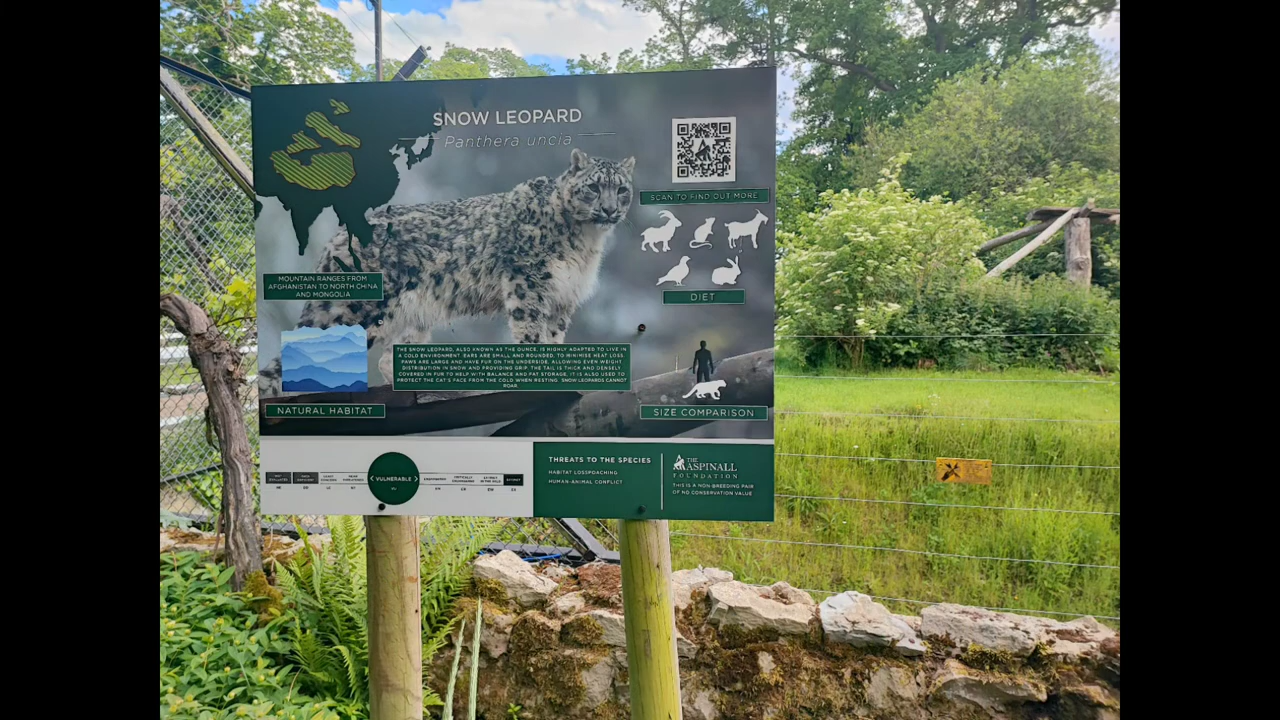 SNOW LEOPARD
Panthera uncia
SCAN TO FIND OUT MORE
DIET
MOUNTAIN RANGES FROM
AFGHANISTAN TO NORTH CHINA
AND MONGOLIA
THE SNOW LEOPARD, ALSO KNOWN AS THE OUNCE, IS HIGHLY ADAPTED TO LIVE IN
A COLD ENVIRONMENT. EARS ARE SMALL AND ROUNDED, TO MINIMISE HEAT LOSS.
PAWS ARE LARGE AND HAVE FUR ON THE UNDERSIDE, ALLOWING EVEN WEIGHT
DISTRIBUTION IN SNOW AND PROVIDING GRIP. THE TAIL IS THICK AND DENSELY
COVERED IN FUR TO HELP WITH BALANCE AND FAT STORAGE, IT IS ALSO USED TO
PROTECT THE CAT'S FACE FROM THE COLD WHEN RESTING. SNOW LEOPARDS CANNOT
ROAR.
NATURAL HABITAT
SIZE COMPARISON
VULNERABLE
VU
THREATS TO THE SPECIES
HABITAT LOSSPOACHING
HUMAN-ANIMAL CONFLICT
THE
ASPINALL
FOUNDATION
THIS IS A NON-BREEDING PAIR
OF NO CONSERVATION VALUE